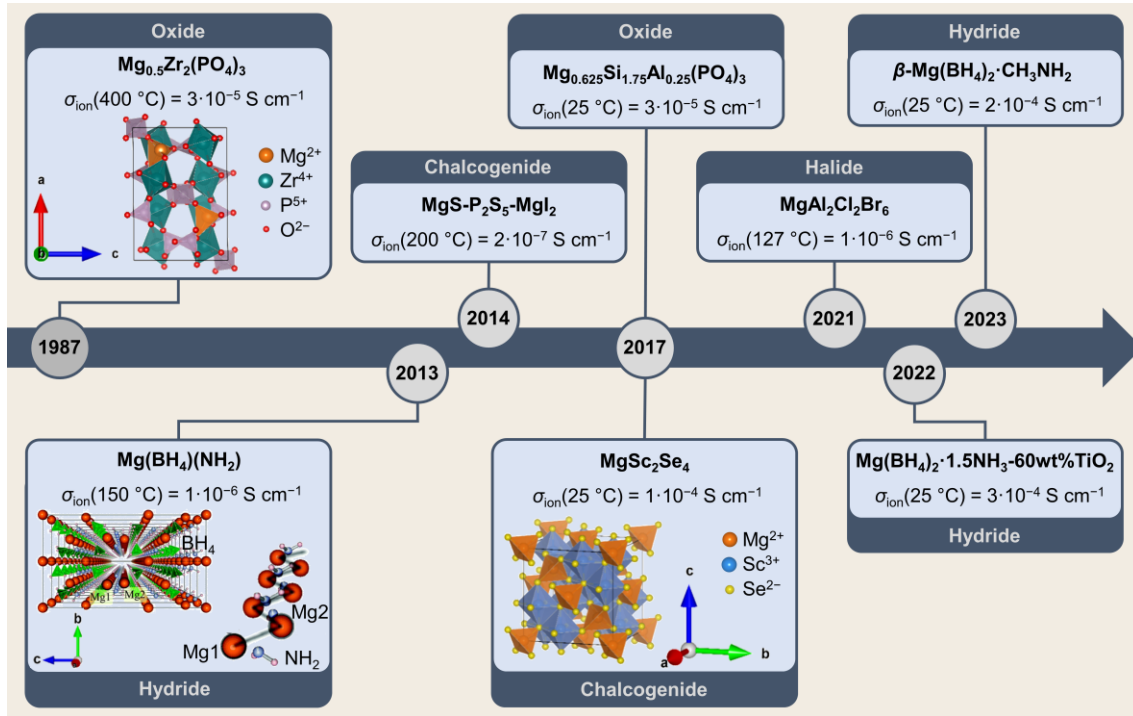 Oxide
Mg₀.₅Zr₂(PO₄)₃
σᵢₒₙ(400 °C) = 3·10⁻⁵ S cm⁻¹
a
b
c
Mg²⁺
Zr⁴⁺
P⁵⁺
O²⁻
Chalcogenide
MgS-P₂S₅-MgI₂
σᵢₒₙ(200 °C) = 2·10⁻⁷ S cm⁻¹
Oxide
Mg₀.₆₂₅Si₁.₇₅Al₀.₂₅(PO₄)₃
σᵢₒₙ(25 °C) = 3·10⁻⁵ S cm⁻¹
Halide
MgAl₂Cl₂Br₆
σᵢₒₙ(127 °C) = 1·10⁻⁶ S cm⁻¹
Hydride
β-Mg(BH₄)₂·CH₃NH₂
σᵢₒₙ(25 °C) = 2·10⁻⁴ S cm⁻¹
1987
2013
2014
2017
2021
2022
2023
Mg(BH₄)(NH₂)
σᵢₒₙ(150 °C) = 1·10⁻⁶ S cm⁻¹
BH₄
Mg1
Mg2
b
c
a
Mg2
Mg1
NH₂
Hydride
MgSc₂Se₄
σᵢₒₙ(25 °C) = 1·10⁻⁴ S cm⁻¹
Mg²⁺
Sc³⁺
Se²⁻
c
a
b
Chalcogenide
Mg(BH₄)₂·1.5NH₃-60wt%TiO₂
σᵢₒₙ(25 °C) = 3·10⁻⁴ S cm⁻¹
Hydride